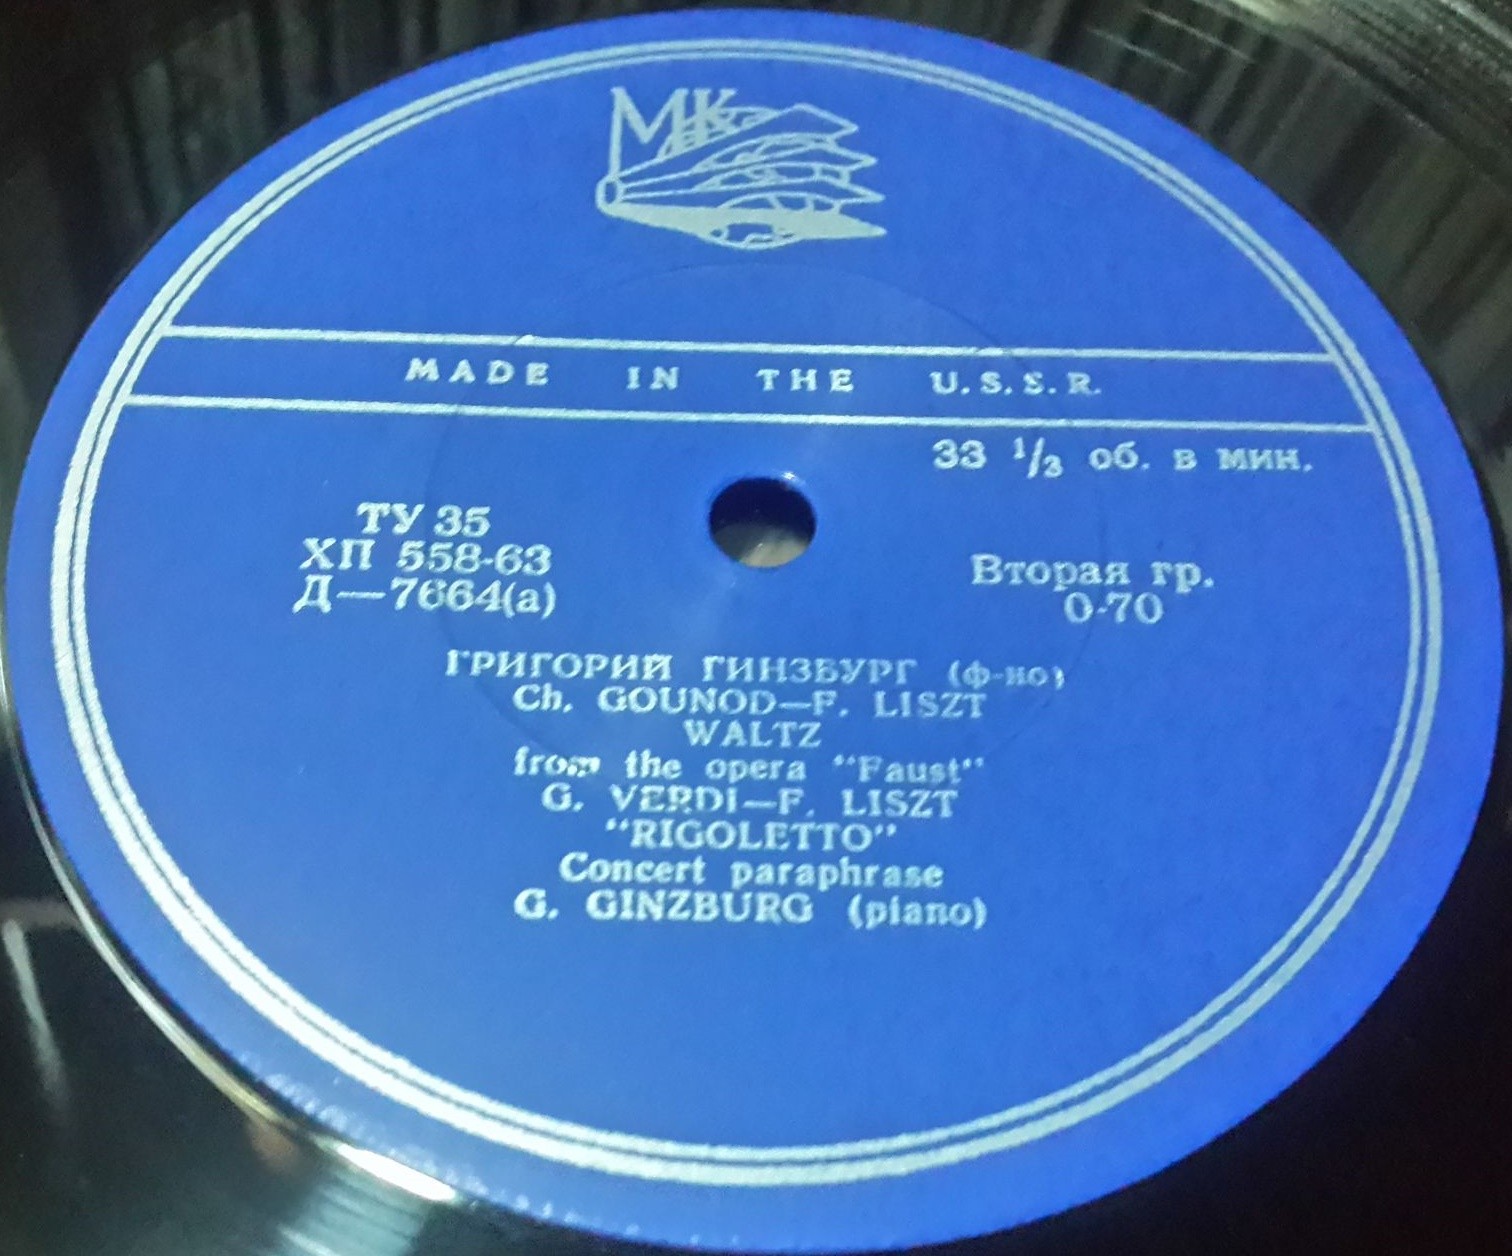 МК
MADE IN THE U.S.S.R.
33 1/3 об. в мин.
ТУ 35
ХП 558-63
Д—7664(а)
Вторая гр.
0-70
ГРИГОРИЙ ГИНЗБУРГ (ф-но)
Ch. GOUNOD—F. LISZT
WALTZ
from the opera "Faust"
G. VERDI—F. LISZT
"RIGOLETTO"
Concert paraphrase
G. GINZBURG (piano)